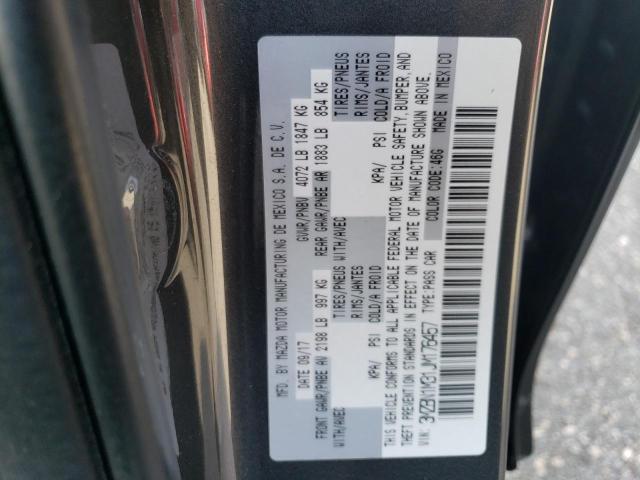 MFD. BY MAZDA MOTOR MANUFACTURING DE MEXICO S.A. DE C.V.
DATE 09/17 GVWR/PNBV 4072 LB 1847 KG
FRONT GAWR/PNBE AV 2198 LB 997 KG REAR GAWR/PNBE AR 1883 LB 854 KG
WITH/AVEC TIRES/PNEUS WITH/AVEC TIRES/PNEUS
RIMS/JANTES RIMS/JANTES
KPA/ PSI COLD/A FROID KPA/ PSI COLD/A FROID
THIS VEHICLE CONFORMS TO ALL APPLICABLE FEDERAL MOTOR VEHICLE SAFETY, BUMPER, AND
THEFT PREVENTION STANDARDS IN EFFECT ON THE DATE OF MANUFACTURE SHOWN ABOVE.
VIN: 3MZBN1M31JM176457 TYPE:PASS CAR COLOR CODE:46G MADE IN MEXICO